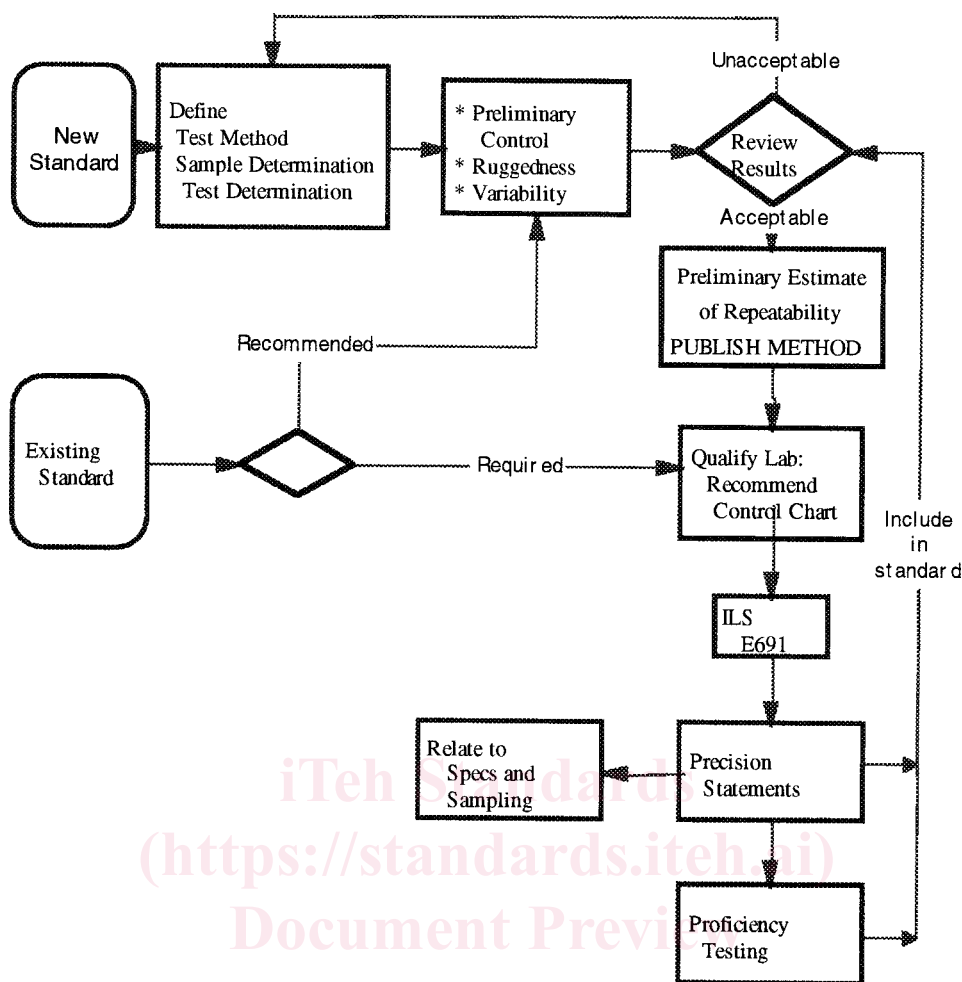 Unacceptable
New
Standard
Define
Test Method
Sample Determination
Test Determination
* Preliminary
Control
* Ruggedness
* Variability
Review
Results
Acceptable
Preliminary Estimate
of Repeatability
PUBLISH METHOD
Recommended
Existing
Standard
Required
Qualify Lab:
Recommend
Control Chart
Include
in
standard
ILS
E691
Relate to
Specs and
Sampling
Precision
Statements
Proficiency
Testing
iTeh Standards
(https://standards.iteh.ai)
Document Preview